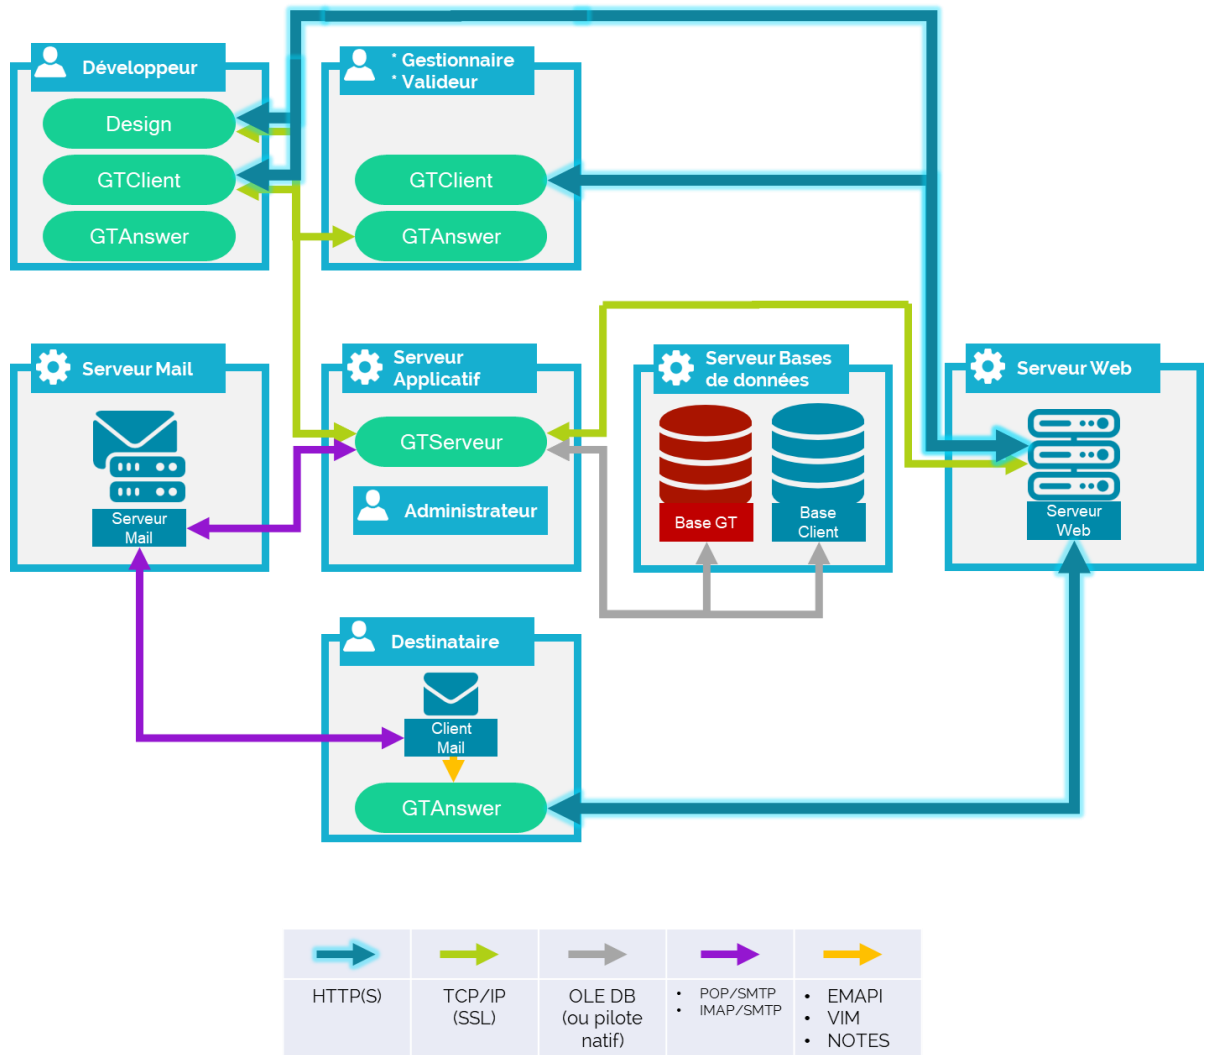 Développeur
Design
GTClient
GTAnswer
* Gestionnaire
* Valideur
GTClient
GTAnswer
Serveur Mail
Serveur
Mail
Serveur
Applicatif
GTServeur
Administrateur
Serveur Bases
de données
Base GT
Base
Client
Serveur Web
Serveur
Web
Destinataire
Client
Mail
GTAnswer
HTTP(S)
TCP/IP
(SSL)
OLE DB
(ou pilote
natif)
• POP/SMTP
• IMAP/SMTP
• EMAPI
• VIM
• NOTES